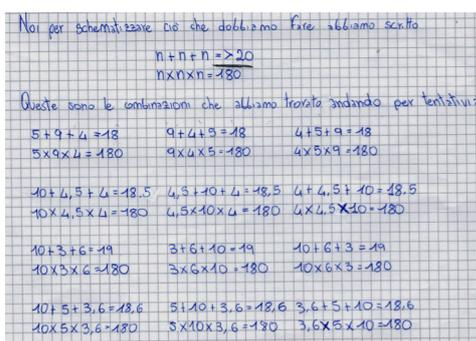 Noi per schematizzare ciò che dobbiamo fare abbiamo scritto
n+n+n=>20
n×n×n=180
Queste sono le combinazioni che abbiamo trovato andando per tentativi:
5+9+4=18 9+4+5=18 4+5+9=18
5×9×4=180 9×4×5=180 4×5×9=180
10+4,5+4=18.5 4,5+10+4=18,5 4+4,5+10=18.5
10×4,5×4=180 4,5×10×4=180 4×4,5×10=180
10+3+6=19 3+6+10=19 10+6+3=19
10×3×6=180 3×6×10=180 10×6×3=180
10+5+3,6=18,6 5+10+3,6=18,6 3,6+5+10=18,6
10×5×3,6=180 5×10×3,6=180 3,6×5×10=180